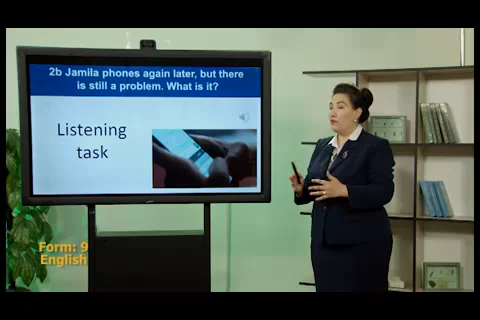 2b Jamila phones again later, but there
is still a problem. What is it?
Listening
task
Form: 9
English